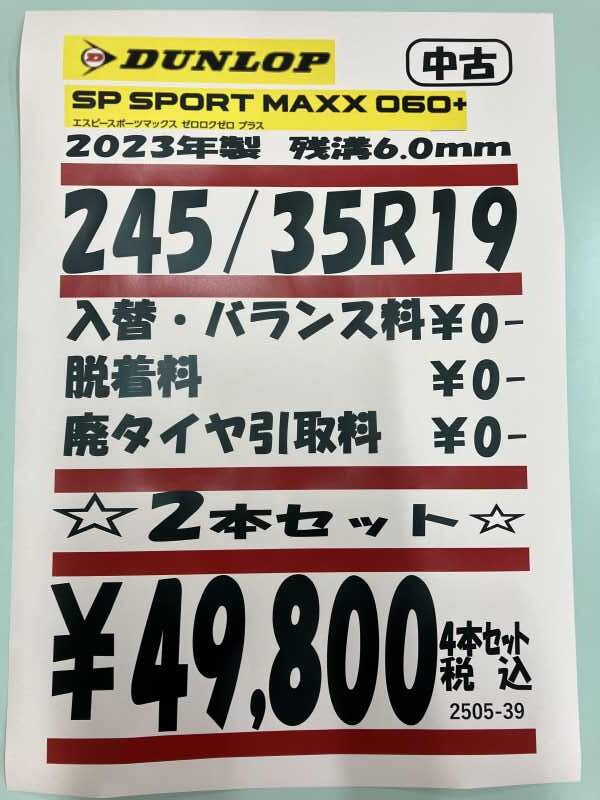 DUNLOP 中古
SP SPORT MAXX 060+
エスピースポーツマックス ゼロロクゼロ プラス
2023年製 残溝6.0mm
245/35R19
入替・バランス料¥0-
脱着料 ¥0-
廃タイヤ引取料 ¥0-
☆2本セット☆
¥49,800 4本セット
税込
2505-39